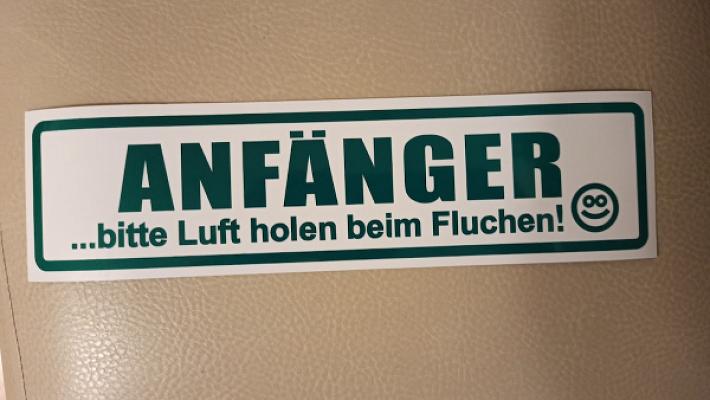 ANFÄNGER
...bitte Luft holen beim Fluchen!